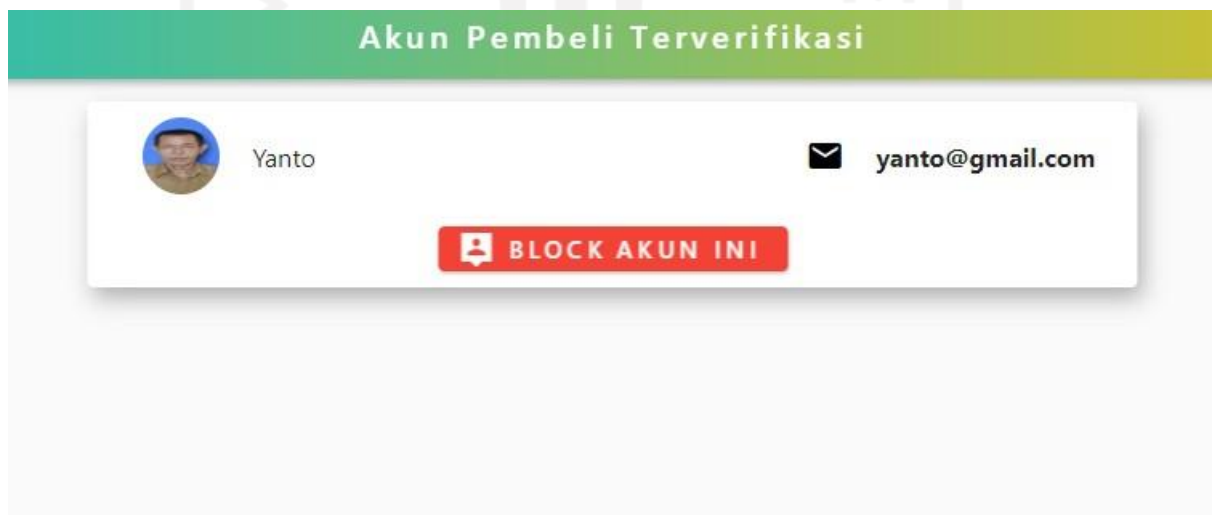 Akun Pembeli Terverifikasi
Yanto
yanto@gmail.com
BLOCK AKUN INI